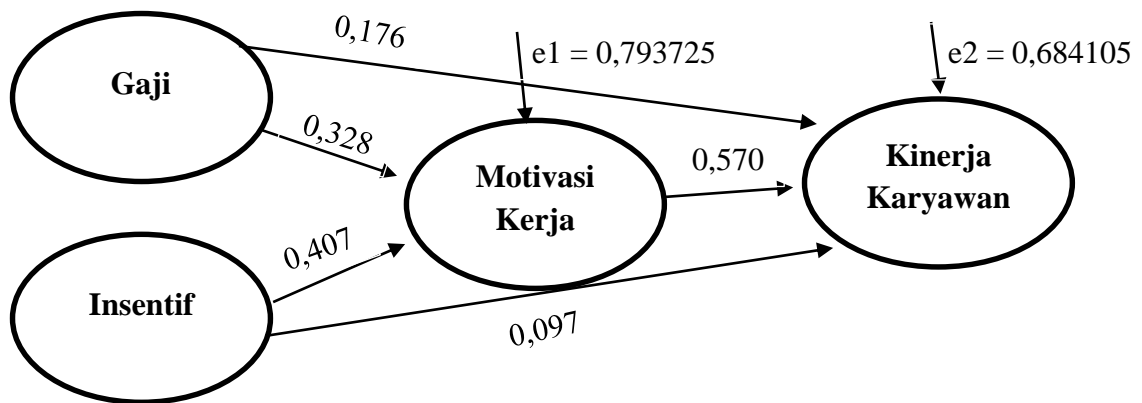 0,176
e1 = 0,793725
e2 = 0,684105
Gaji
0,328
Motivasi
Kerja
0,570
Kinerja
Karyawan
0,407
Insentif
0,097